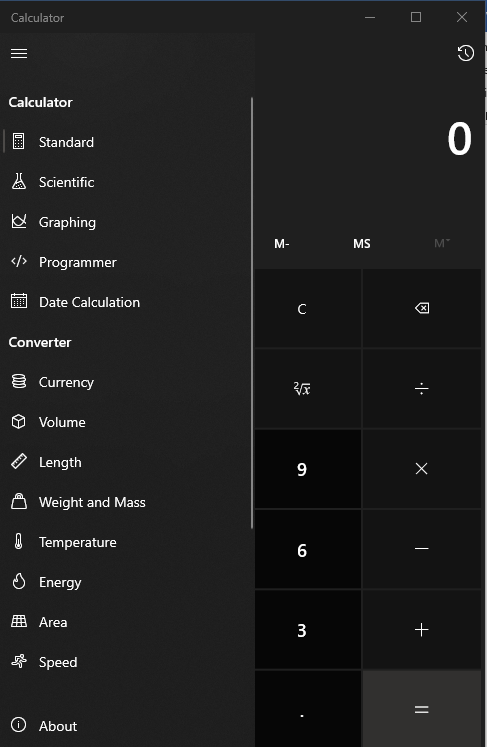 Calculator
0
M-
MS
M˅
Calculator
Standard
Scientific
Graphing
Programmer
Date Calculation
Converter
Currency
Volume
Length
Weight and Mass
Temperature
Energy
Area
Speed
About
C
²√x
÷
9
×
6
−
3
+
.
=